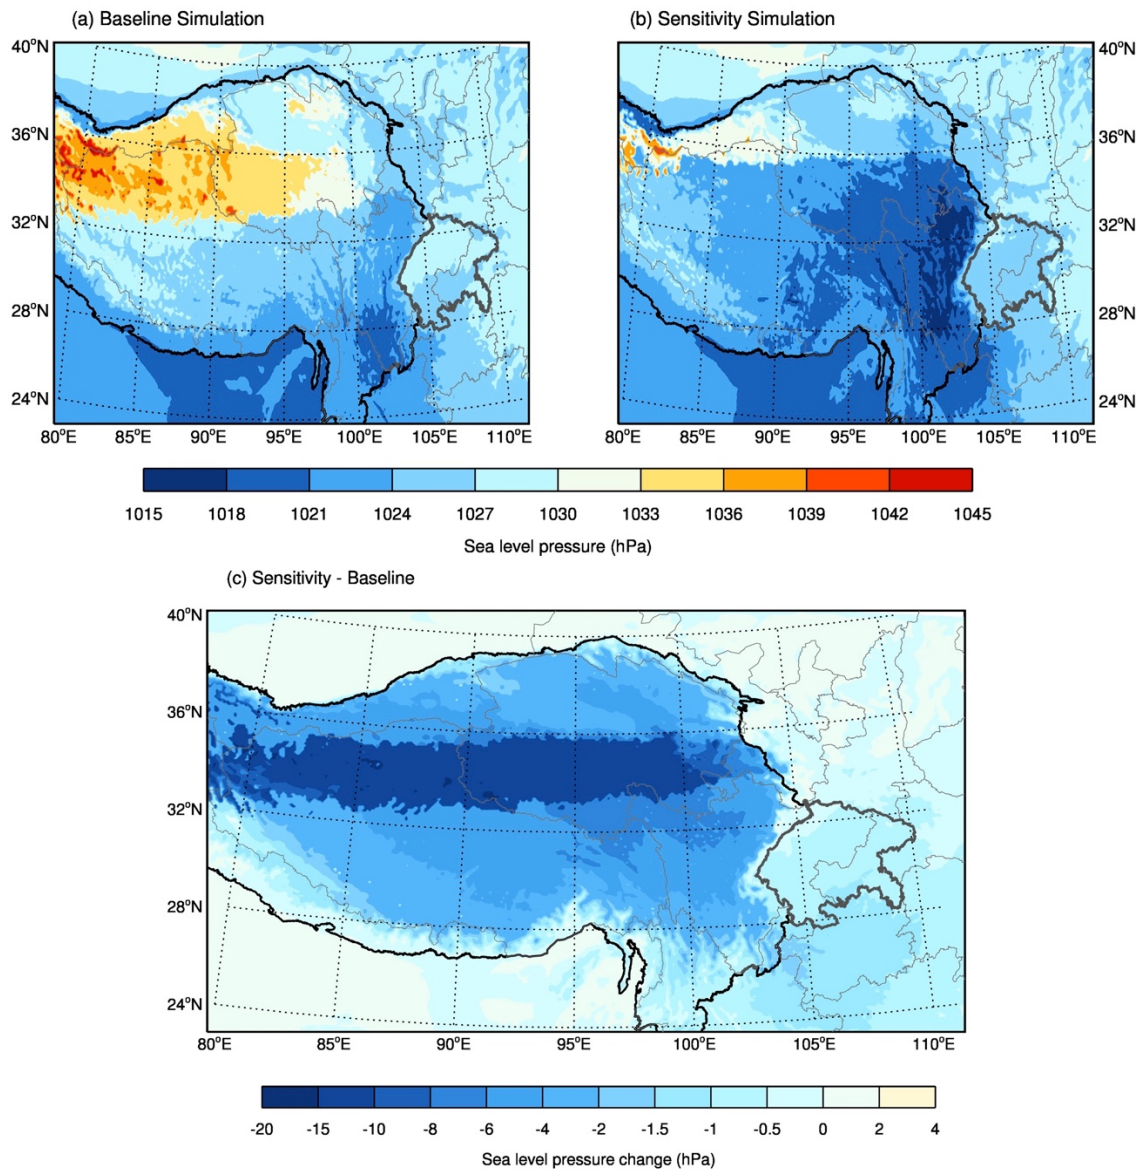 (a) Baseline Simulation
(b) Sensitivity Simulation
40°N
36°N
32°N
28°N
24°N
80°E 85°E 90°E 95°E 100°E 105°E 110°E
40°N
36°N
32°N
28°N
24°N
80°E 85°E 90°E 95°E 100°E 105°E 110°E
1015 1018 1021 1024 1027 1030 1033 1036 1039 1042 1045
Sea level pressure (hPa)
(c) Sensitivity - Baseline
40°N
36°N
32°N
28°N
24°N
80°E 85°E 90°E 95°E 100°E 105°E 110°E
-20 -15 -10 -8 -6 -4 -2 -1.5 -1 -0.5 0 2 4
Sea level pressure change (hPa)